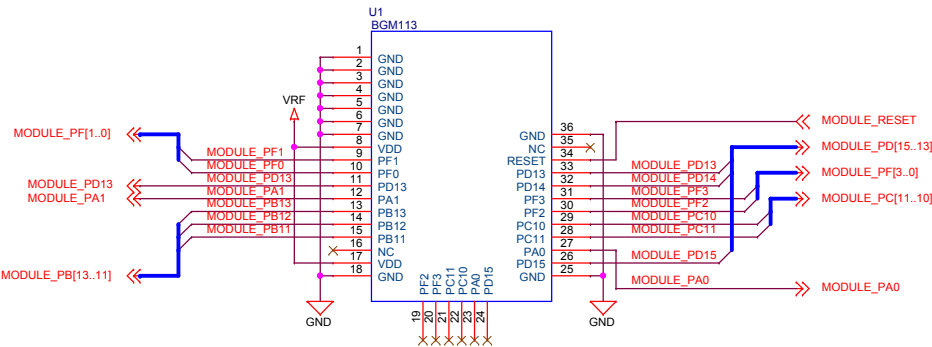 U1
BGM113
1 GND
2 GND
3 GND
4 GND
5 GND
6 GND
7 GND
8 VDD
9 PF1
10 PF0
11 PD13
12 PA1
13 PB13
14 PB12
15 PB11
16 NC
17 VDD
18 GND
GND 36
NC 35
RESET 34
PD13 33
PD14 32
PF3 31
PF2 30
PC10 29
PC11 28
PA0 27
PD15 26
GND 25
PF2 19
PF3 20
PC11 21
PC10 22
PA0 23
PD15 24
VRF
MODULE_PF[1..0]
MODULE_PD13
MODULE_PA1
MODULE_PB[13..11]
MODULE_PF1
MODULE_PF0
MODULE_PD13
MODULE_PA1
MODULE_PB13
MODULE_PB12
MODULE_PB11
GND
MODULE_PD13
MODULE_PD14
MODULE_PF3
MODULE_PF2
MODULE_PC10
MODULE_PC11
MODULE_PD15
MODULE_PA0
GND
MODULE_RESET
MODULE_PD[15..13]
MODULE_PF[3..0]
MODULE_PC[11..10]
MODULE_PA0